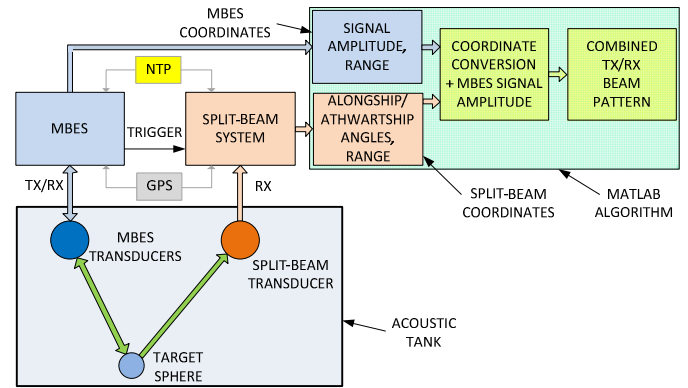 MBES
COORDINATES
SIGNAL
AMPLITUDE,
RANGE
COORDINATE
CONVERSION
+ MBES SIGNAL
AMPLITUDE
COMBINED
TX/RX
BEAM
PATTERN
NTP
MBES
TRIGGER
SPLIT-BEAM
SYSTEM
ALONGSHIP/
ATHWARTSHIP
ANGLES,
RANGE
TX/RX
GPS
RX
SPLIT-BEAM
COORDINATES
MATLAB
ALGORITHM
MBES
TRANSDUCERS
SPLIT-BEAM
TRANSDUCER
ACOUSTIC
TANK
TARGET
SPHERE